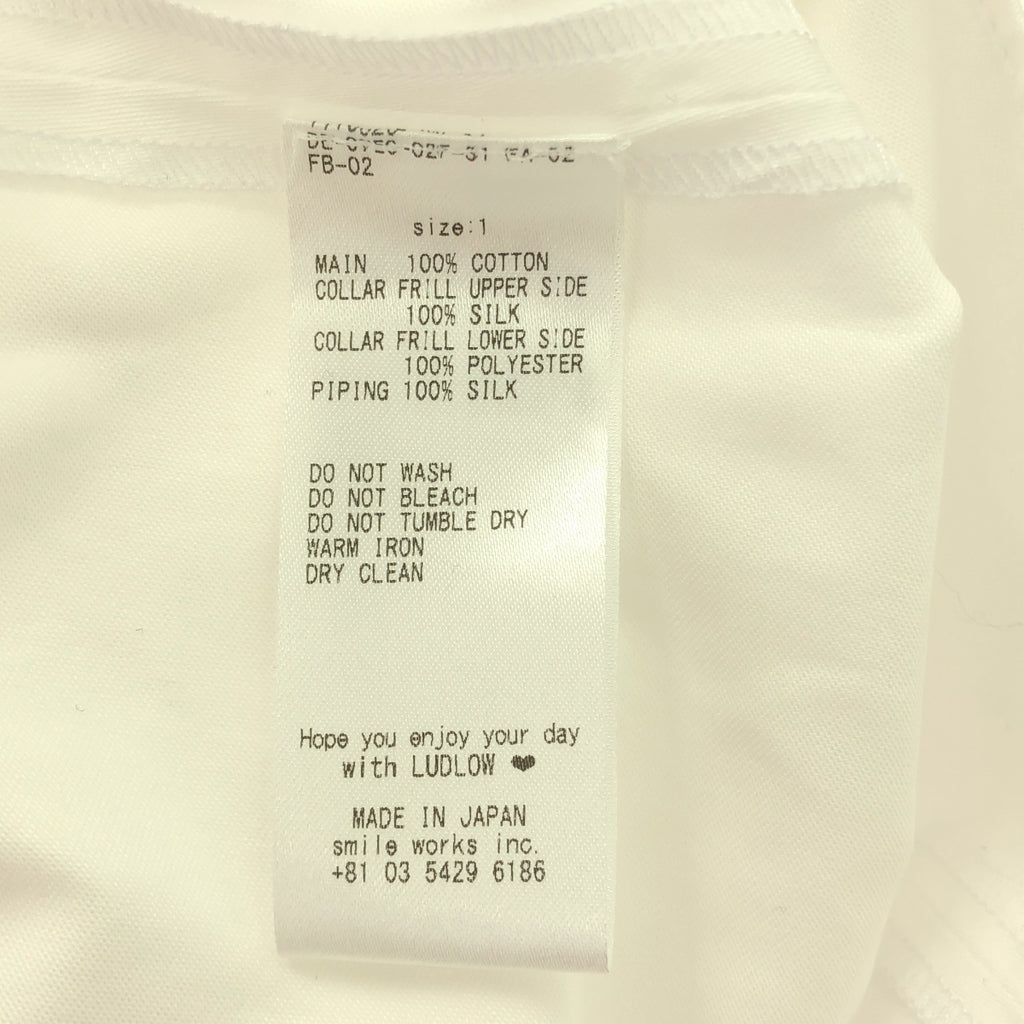 FB-02
size:1
MAIN 100% COTTON
COLLAR FRILL UPPER SIDE
100% SILK
COLLAR FRILL LOWER SIDE
100% POLYESTER
PIPING 100% SILK
DO NOT WASH
DO NOT BLEACH
DO NOT TUMBLE DRY
WARM IRON
DRY CLEAN
Hope you enjoy your day
with LUDLOW ♥
MADE IN JAPAN
smile works inc.
+81 03 5429 6186